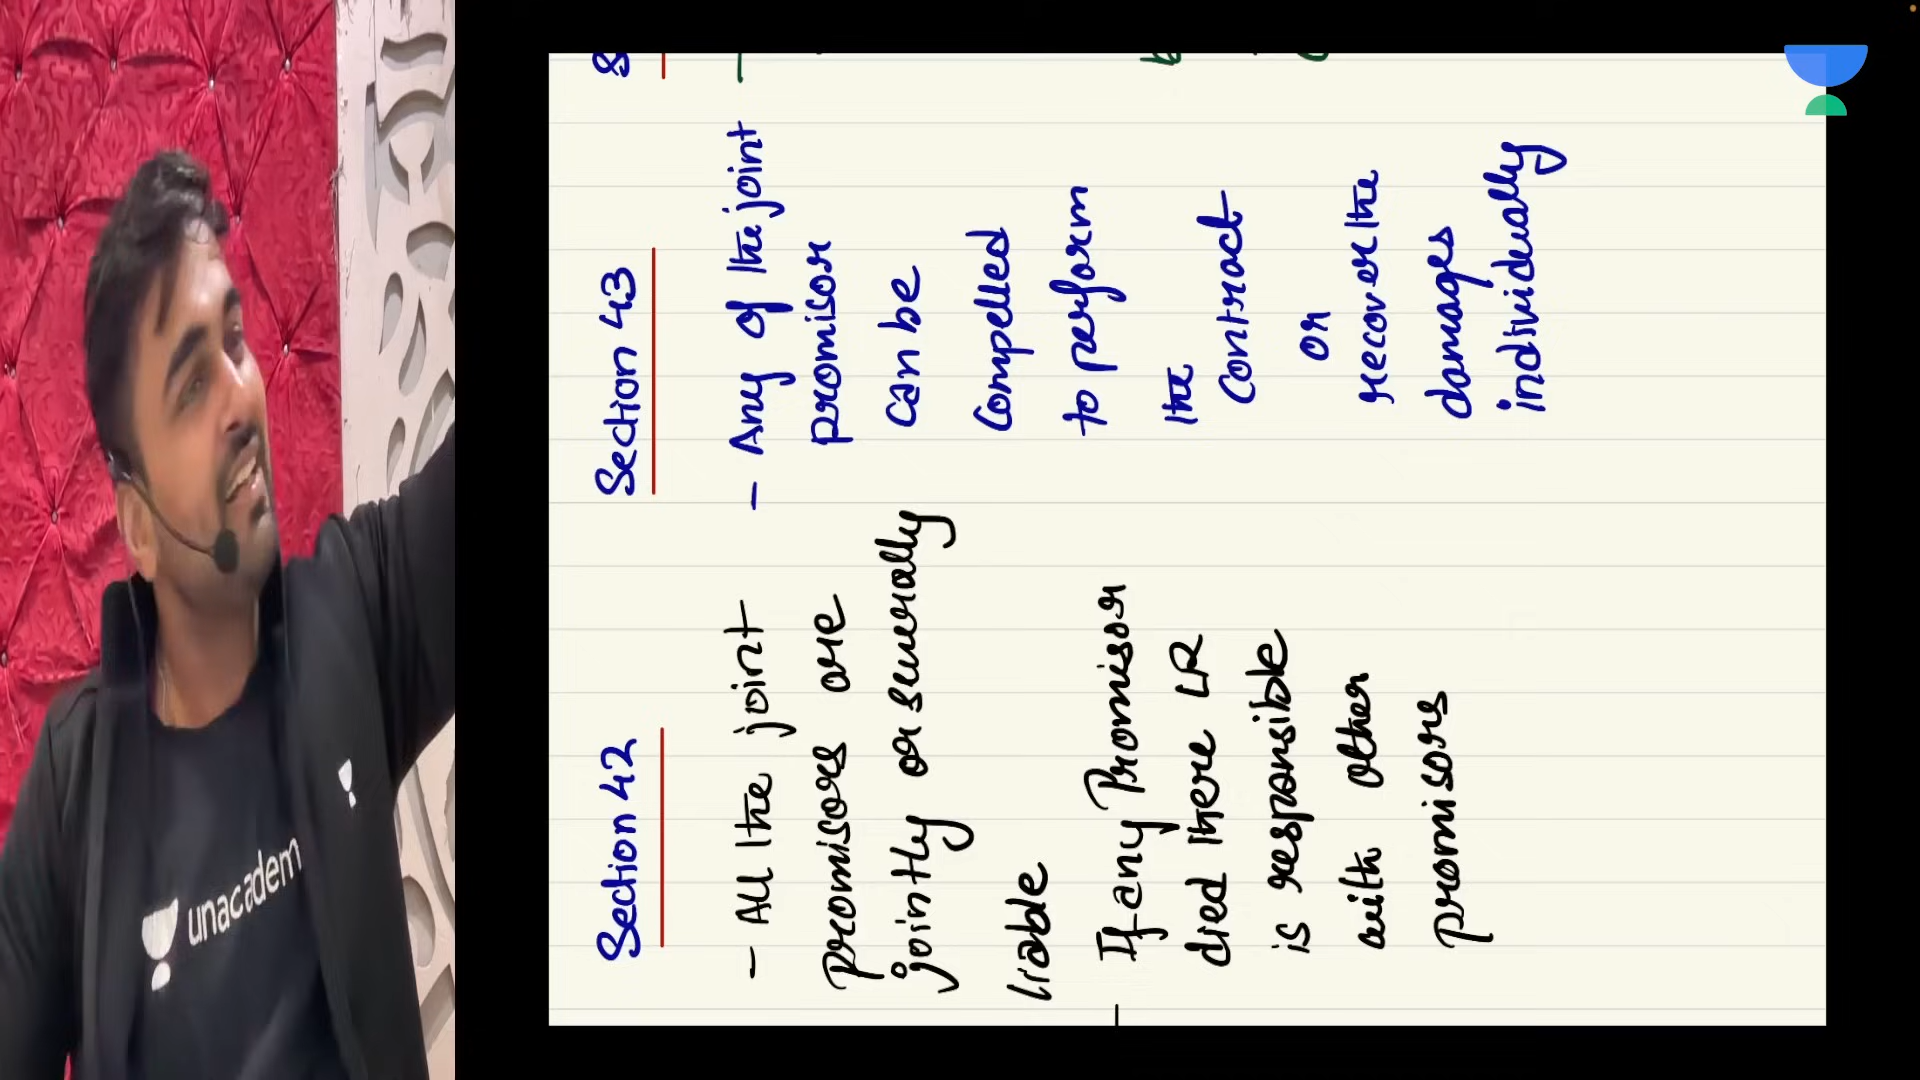 Section 42
- All the joint
promisors are
jointly or severally
liable
- If any Promisor
died there LR
is responsible
with other
promisors
Section 43
- Any of the joint
promisor
can be
Compelled
to perform
the
Contract
or
recover the
damages
individually
unacadem